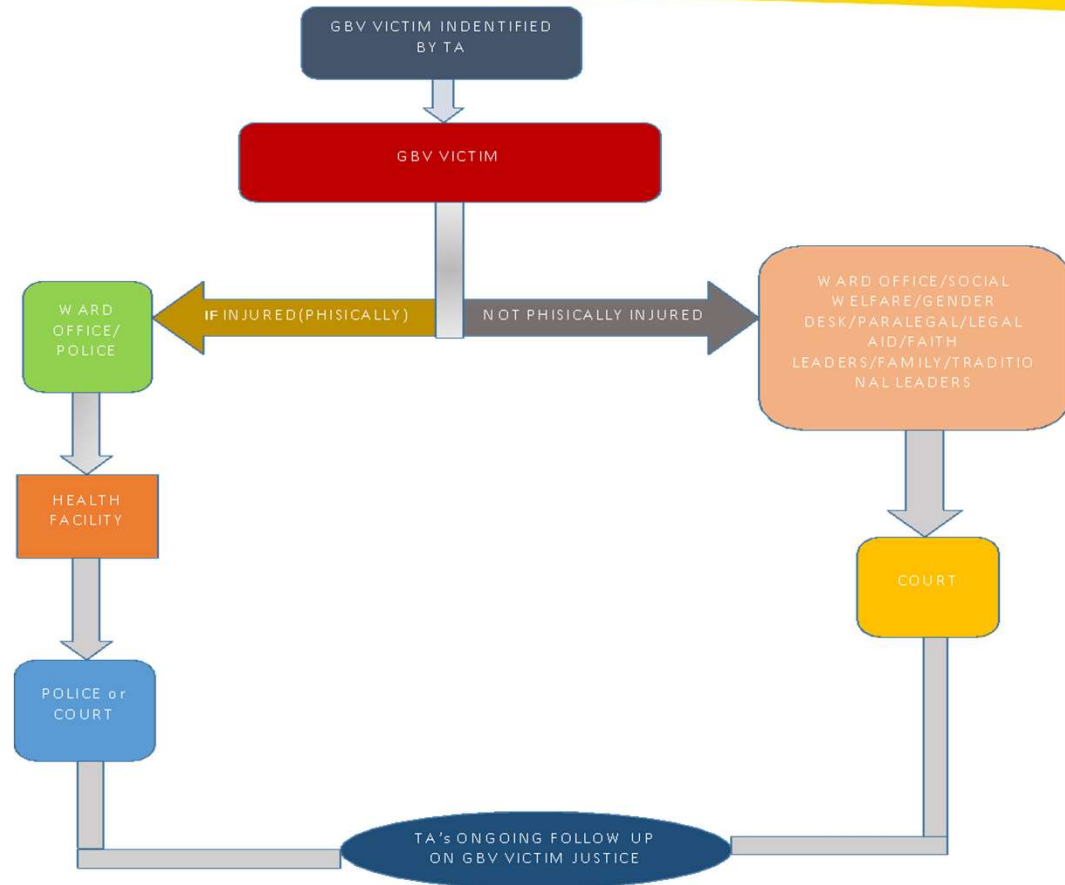 GBV VICTIM INDENTIFIED
BY TA
GBV VICTIM
IF INJURED(PHISICALLY)
NOT PHISICALLY INJURED
WARD
OFFICE/
POLICE
WARD OFFICE/SOCIAL
WELFARE/GENDER
DESK/PARALEGAL/LEGAL
AID/FAITH
LEADERS/FAMILY/TRADITIO
NAL LEADERS
HEALTH
FACILITY
COURT
POLICE or
COURT
TA's ONGOING FOLLOW UP
ON GBV VICTIM JUSTICE